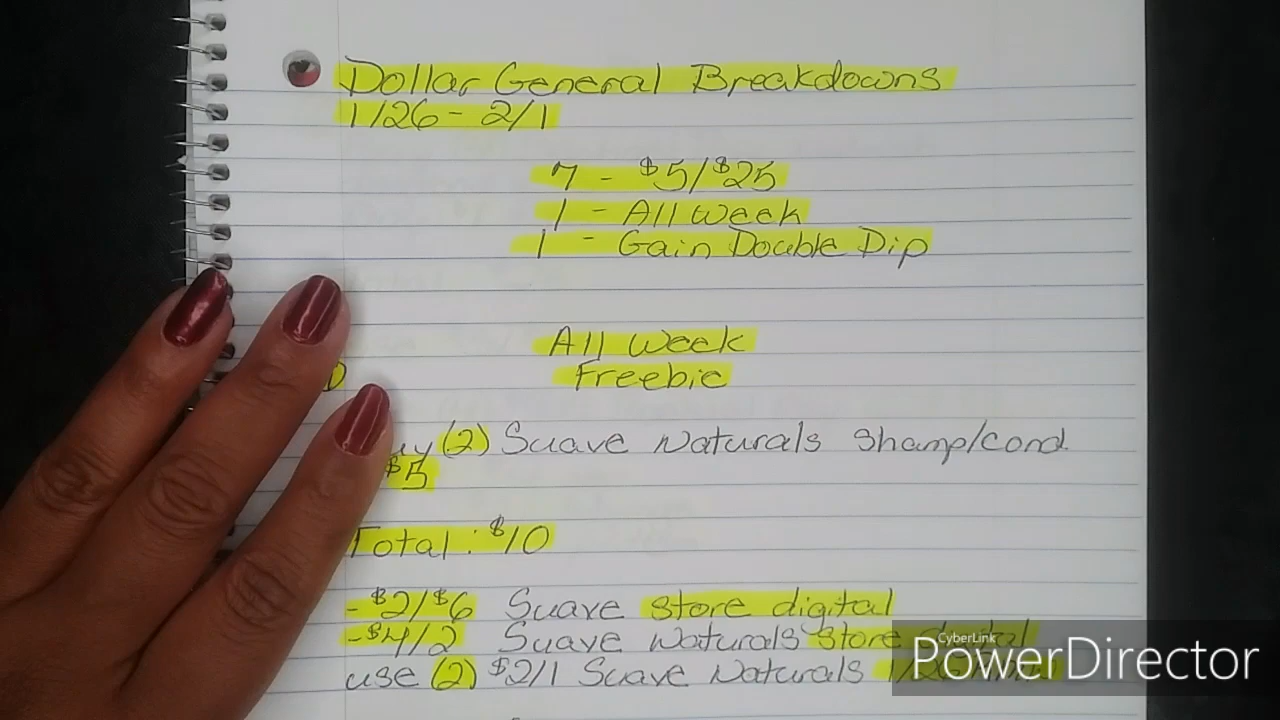 Dollar General Breakdowns
1/26 - 2/1
7 - $5/$25
1 - All Week
1 - Gain Double Dip
All Week
Freebie
(2) Suave Naturals Shamp/cond.
$5
Total: $10
-$2/$6 Suave store digital
-$4/2 Suave Naturals store digital
use (2) $2/1 Suave Naturals
CyberLink
PowerDirector